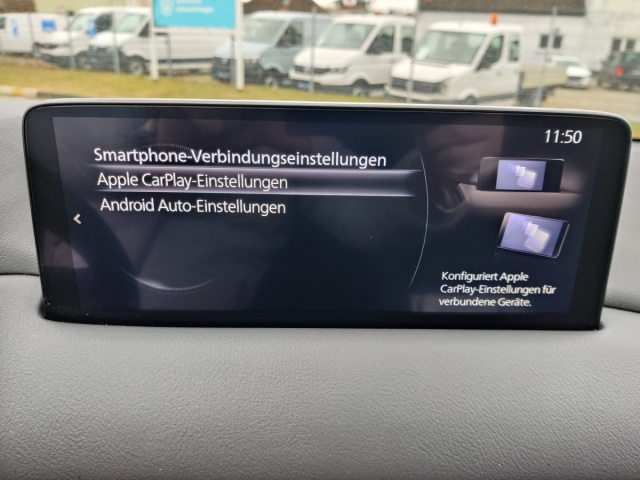 11:50
Smartphone-Verbindungseinstellungen
Apple CarPlay-Einstellungen
Android Auto-Einstellungen
Konfiguriert Apple
CarPlay-Einstellungen für
verbundene Geräte.